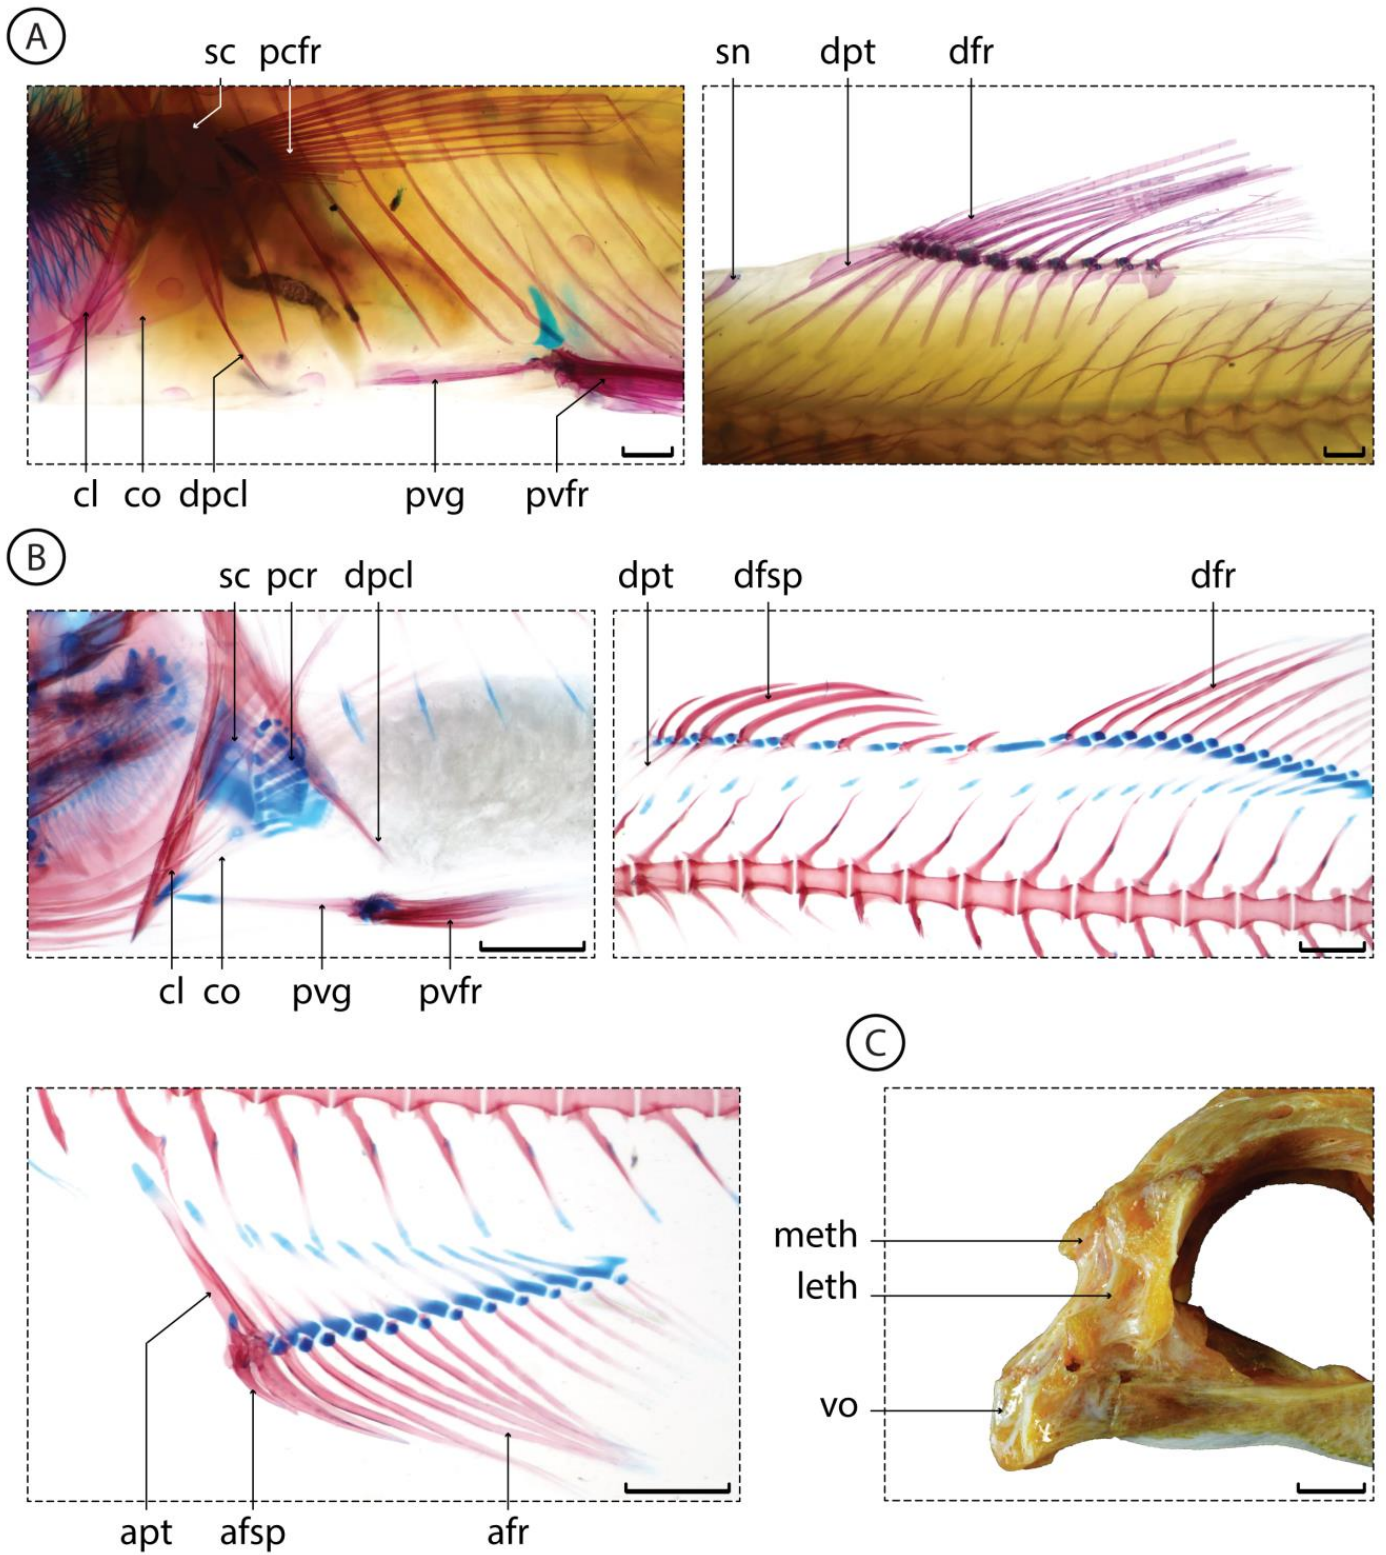 A
sc pcfr
sn dpt dfr
cl co dpcl pvg pvfr
B
sc pcr dpcl
dpt dfsp dfr
cl co pvg pvfr
C
meth
leth
vo
apt afsp afr